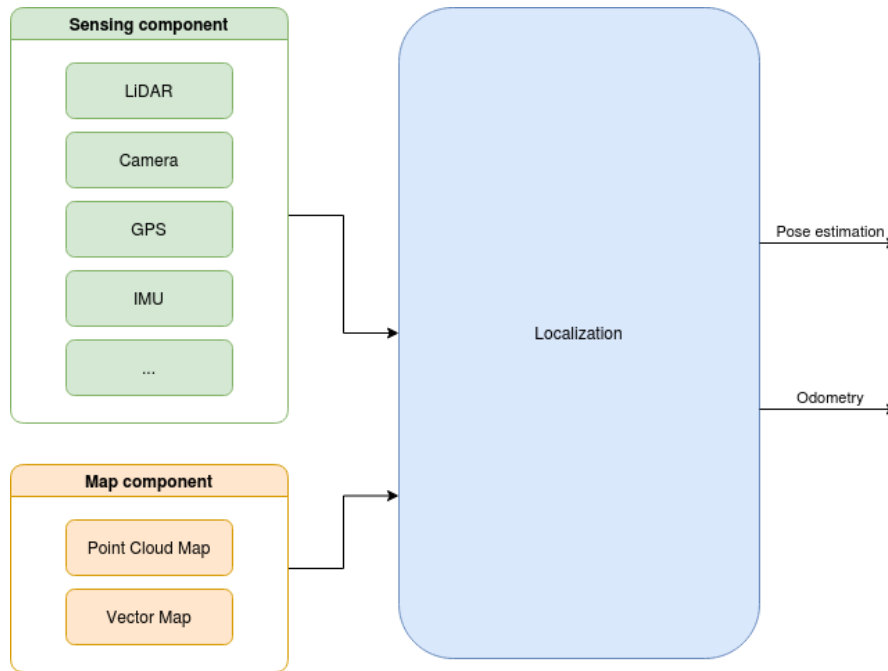 Sensing component
LiDAR
Camera
GPS
IMU
...
Map component
Point Cloud Map
Vector Map
Localization
Pose estimation
Odometry